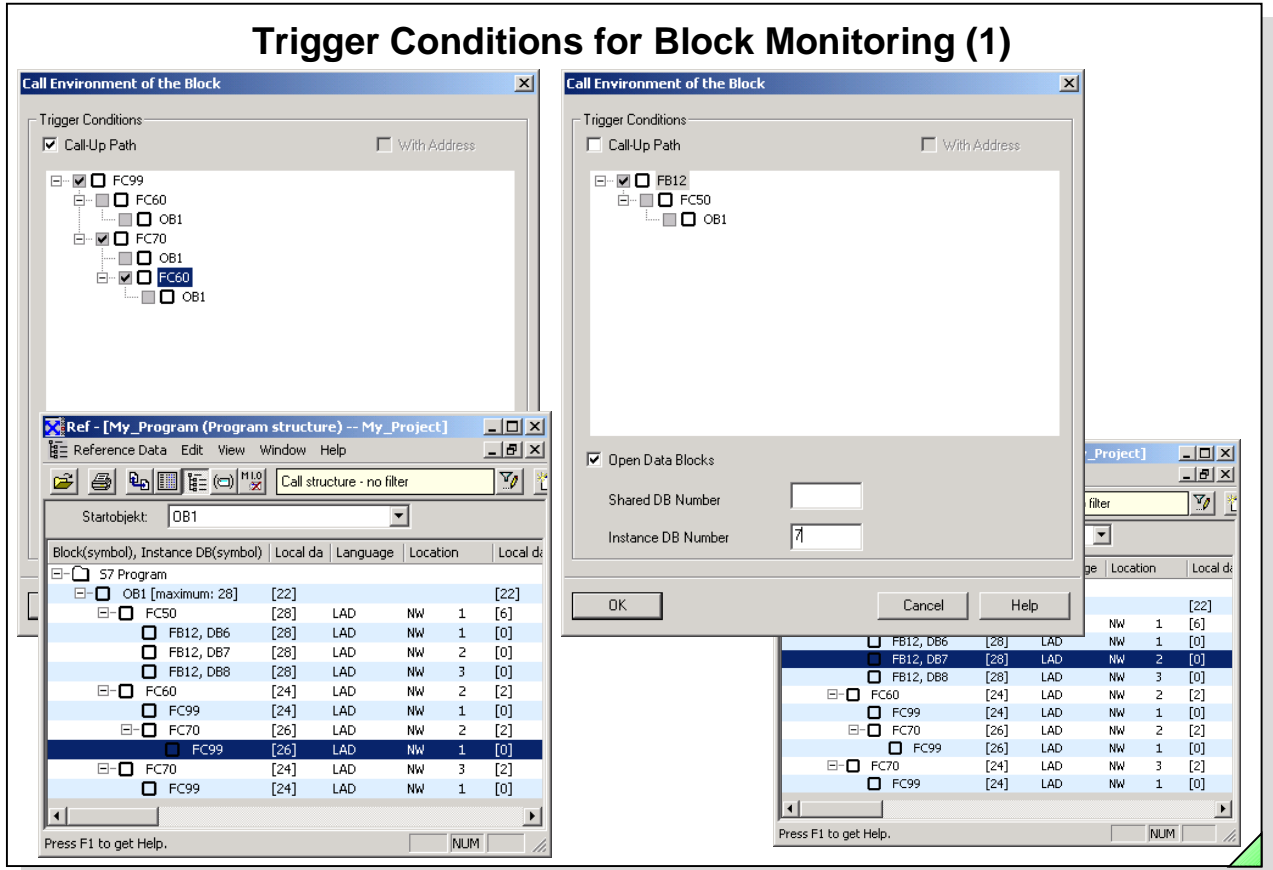 Trigger Conditions for Block Monitoring (1)
Call Environment of the Block
Trigger Conditions
Call-Up Path
With Address
FC99
FC60
OB1
FC70
OB1
FC60
OB1
Call Environment of the Block
Trigger Conditions
Call-Up Path
With Address
FB12
FC50
OB1
Open Data Blocks
Shared DB Number
Instance DB Number 7
OK Cancel Help
Ref - [My_Program (Program structure) -- My_Project]
Reference Data Edit View Window Help
Call structure - no filter
Startobjekt: OB1
Block(symbol), Instance DB(symbol) Local da Language Location Local da
S7 Program
OB1 [maximum: 28] [22] [22]
FC50 [28] LAD NW 1 [6]
FB12, DB6 [28] LAD NW 1 [0]
FB12, DB7 [28] LAD NW 2 [0]
FB12, DB8 [28] LAD NW 3 [0]
FC60 [24] LAD NW 2 [2]
FC99 [24] LAD NW 1 [0]
FC70 [26] LAD NW 2 [2]
FC99 [26] LAD NW 1 [0]
FC70 [24] LAD NW 3 [2]
FC99 [24] LAD NW 1 [0]
Press F1 to get Help. NUM
y_Project]
filter
ge Location Local da
[22]
NW 1 [6]
FB12, DB6 [28] LAD NW 1 [0]
FB12, DB7 [28] LAD NW 2 [0]
FB12, DB8 [28] LAD NW 3 [0]
FC60 [24] LAD NW 2 [2]
FC99 [24] LAD NW 1 [0]
FC70 [26] LAD NW 2 [2]
FC99 [26] LAD NW 1 [0]
FC70 [24] LAD NW 3 [2]
FC99 [24] LAD NW 1 [0]
Press F1 to get Help. NUM